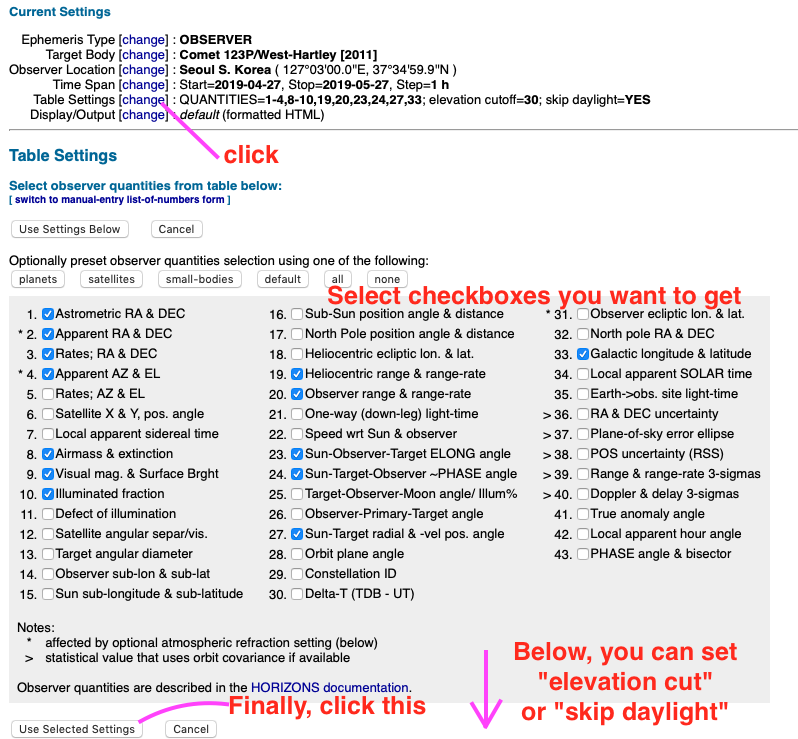 Current Settings
Ephemeris Type [change] : OBSERVER
Target Body [change] : Comet 123P/West-Hartley [2011]
Observer Location [change] : Seoul S. Korea ( 127°03'00.0"E, 37°34'59.9"N )
Time Span [change] : Start=2019-04-27, Stop=2019-05-27, Step=1 h
Table Settings [change] : QUANTITIES=1-4,8-10,19,20,23,24,27,33; elevation cutoff=30; skip daylight=YES
Display/Output [change] : default (formatted HTML)
click
Table Settings
Select observer quantities from table below:
[ switch to manual-entry list-of-numbers form ]
Use Settings Below Cancel
Optionally preset observer quantities selection using one of the following:
planets satellites small-bodies default all none
Select checkboxes you want to get
1. Astrometric RA & DEC
* 2. Apparent RA & DEC
3. Rates; RA & DEC
* 4. Apparent AZ & EL
5. Rates; AZ & EL
6. Satellite X & Y, pos. angle
7. Local apparent sidereal time
8. Airmass & extinction
9. Visual mag. & Surface Brght
10. Illuminated fraction
11. Defect of illumination
12. Satellite angular separ/vis.
13. Target angular diameter
14. Observer sub-lon & sub-lat
15. Sun sub-longitude & sub-latitude
16. Sub-Sun position angle & distance
17. North Pole position angle & distance
18. Heliocentric ecliptic lon. & lat.
19. Heliocentric range & range-rate
20. Observer range & range-rate
21. One-way (down-leg) light-time
22. Speed wrt Sun & observer
23. Sun-Observer-Target ELONG angle
24. Sun-Target-Observer ~PHASE angle
25. Target-Observer-Moon angle/ Illum%
26. Observer-Primary-Target angle
27. Sun-Target radial & -vel pos. angle
28. Orbit plane angle
29. Constellation ID
30. Delta-T (TDB - UT)
* 31. Observer ecliptic lon. & lat.
32. North pole RA & DEC
33. Galactic longitude & latitude
34. Local apparent SOLAR time
35. Earth->obs. site light-time
> 36. RA & DEC uncertainty
> 37. Plane-of-sky error ellipse
> 38. POS uncertainty (RSS)
> 39. Range & range-rate 3-sigmas
> 40. Doppler & delay 3-sigmas
41. True anomaly angle
42. Local apparent hour angle
43. PHASE angle & bisector
Notes:
* affected by optional atmospheric refraction setting (below)
> statistical value that uses orbit covariance if available
Observer quantities are described in the HORIZONS documentation.
Below, you can set
"elevation cut"
or "skip daylight"
Finally, click this
Use Selected Settings Cancel